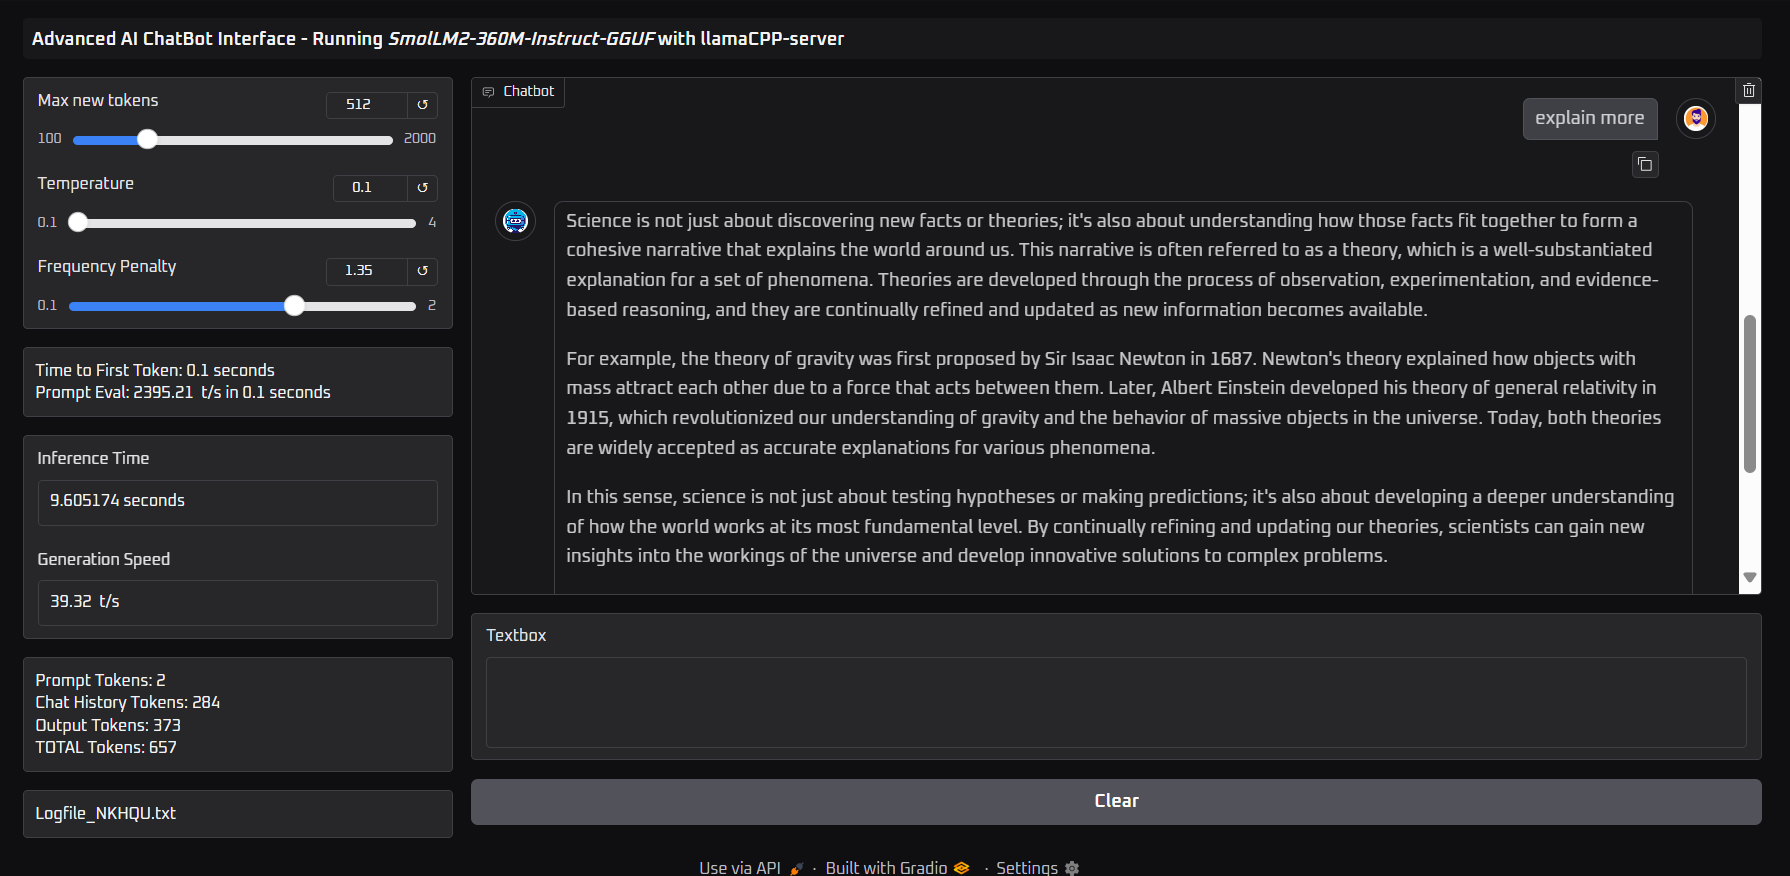 Advanced AI ChatBot Interface - Running SmolLM2-360M-Instruct-GGUF with llamaCPP-server
Max new tokens
512
100
2000
Temperature
0.1
0.1
4
Frequency Penalty
1.35
0.1
2
Time to First Token: 0.1 seconds
Prompt Eval: 2395.21 t/s in 0.1 seconds
Inference Time
9.605174 seconds
Generation Speed
39.32 t/s
Prompt Tokens: 2
Chat History Tokens: 284
Output Tokens: 373
TOTAL Tokens: 657
Logfile_NKHQU.txt
Chatbot
explain more
Science is not just about discovering new facts or theories; it's also about understanding how those facts fit together to form a
cohesive narrative that explains the world around us. This narrative is often referred to as a theory, which is a well-substantiated
explanation for a set of phenomena. Theories are developed through the process of observation, experimentation, and evidence-
based reasoning, and they are continually refined and updated as new information becomes available.
For example, the theory of gravity was first proposed by Sir Isaac Newton in 1687. Newton's theory explained how objects with
mass attract each other due to a force that acts between them. Later, Albert Einstein developed his theory of general relativity in
1915, which revolutionized our understanding of gravity and the behavior of massive objects in the universe. Today, both theories
are widely accepted as accurate explanations for various phenomena.
In this sense, science is not just about testing hypotheses or making predictions; it's also about developing a deeper understanding
of how the world works at its most fundamental level. By continually refining and updating our theories, scientists can gain new
insights into the workings of the universe and develop innovative solutions to complex problems.
Textbox
Clear
Use via API · Built with Gradio · Settings